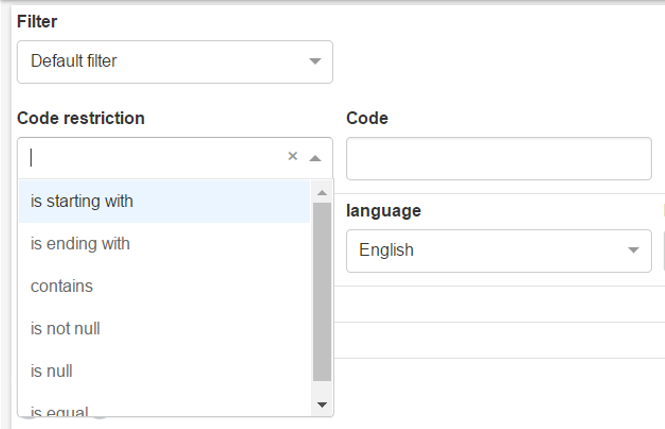 Filter
Default filter
Code restriction
Code
is starting with
is ending with
contains
is not null
is null
is equal
language
English